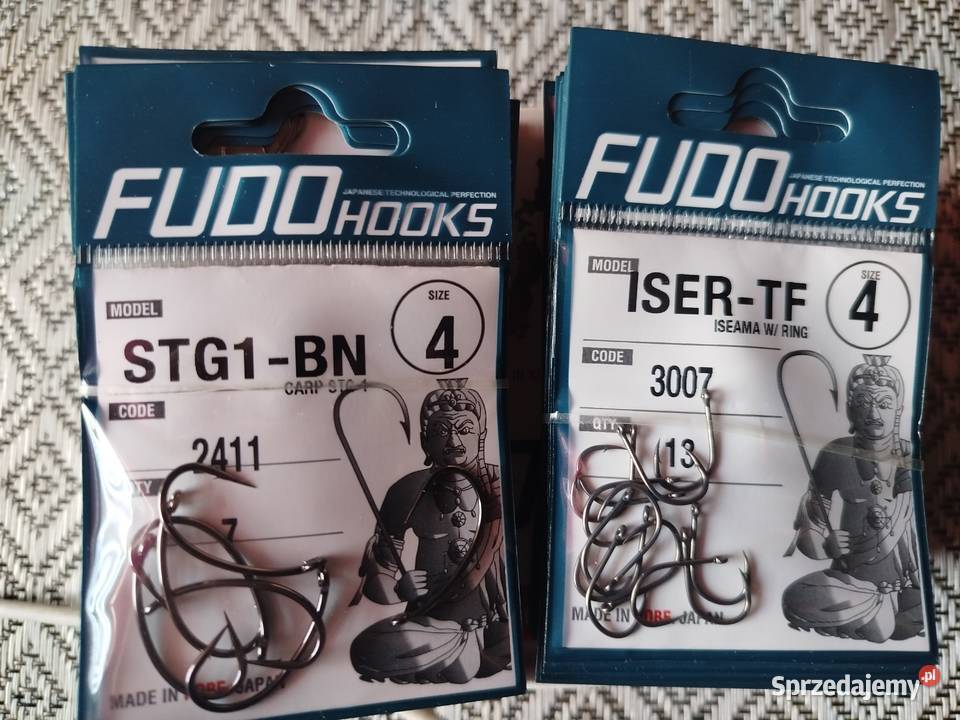 FUDO HOOKS
JAPANESE TECHNOLOGICAL PERFECTION
MODEL
SIZE
4
STG1-BN
CARP STG-1
CODE
2411
QTY
7
MADE IN KOBE, JAPAN
FUDO HOOKS
JAPANESE TECHNOLOGICAL PERFECTION
MODEL
SIZE
4
ISER-TF
ISEAMA W/ RING
CODE
3007
QTY
13
MADE IN KOBE, JAPAN
Sprzedajemy.pl